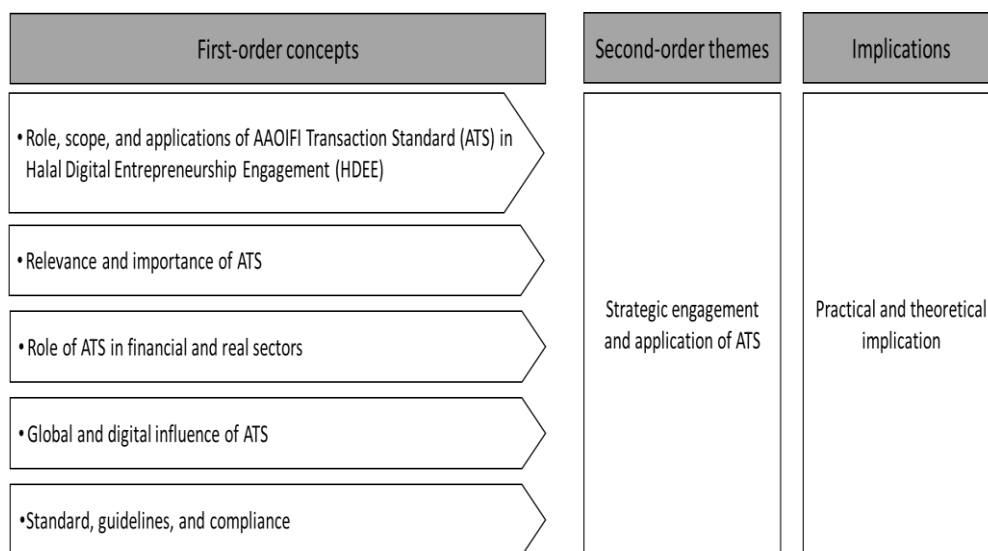 First-order concepts
Second-order themes
Implications
• Role, scope, and applications of AAOIFI Transaction Standard (ATS) in
Halal Digital Entrepreneurship Engagement (HDEE)
• Relevance and importance of ATS
• Role of ATS in financial and real sectors
• Global and digital influence of ATS
• Standard, guidelines, and compliance
Strategic engagement
and application of ATS
Practical and theoretical
implication